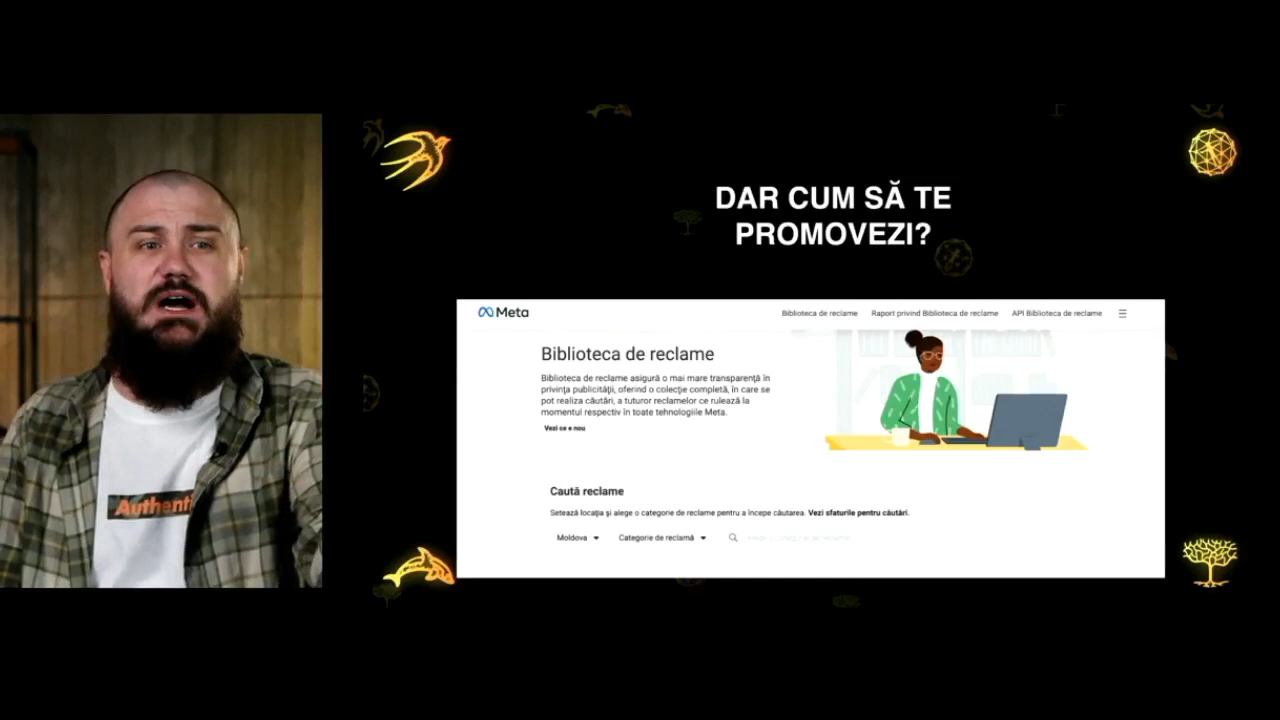 DAR CUM SĂ TE
PROMOVEZI?
Meta
Biblioteca de reclame
Raport privind Biblioteca de reclame
API Biblioteca de reclame
Biblioteca de reclame
Biblioteca de reclame asigură o mai mare transparență în
privința publicității, oferind o colecție completă, în care se
pot realiza căutări, a tuturor reclamelor ce rulează la
momentul respectiv în toate tehnologiile Meta.
Vezi ce e nou
Authenti
Caută reclame
Setează locația și alege o categorie de reclame pentru a începe căutarea. Vezi sfaturile pentru căutări.
Moldova
Categorie de reclamă